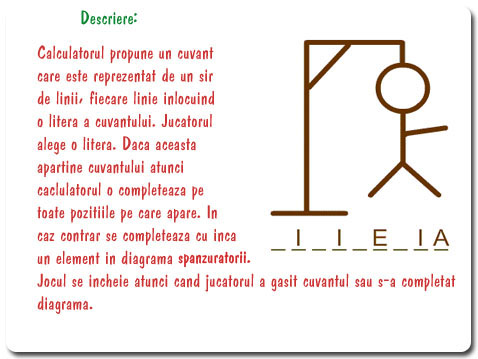 Descriere:
Calculatorul propune un cuvant
care este reprezentat de un sir
de linii, fiecare linie inlocuind
o litera a cuvantului. Jucatorul
alege o litera. Daca aceasta
apartine cuvantului atunci
caclulatorul o completeaza pe
toate pozitiile pe care apare. In
caz contrar se completeaza cu inca
un element in diagrama spanzuratorii.
Jocul se incheie atunci cand jucatorul a gasit cuvantul sau s-a completat
diagrama.
_ I _ I _ E _ I A